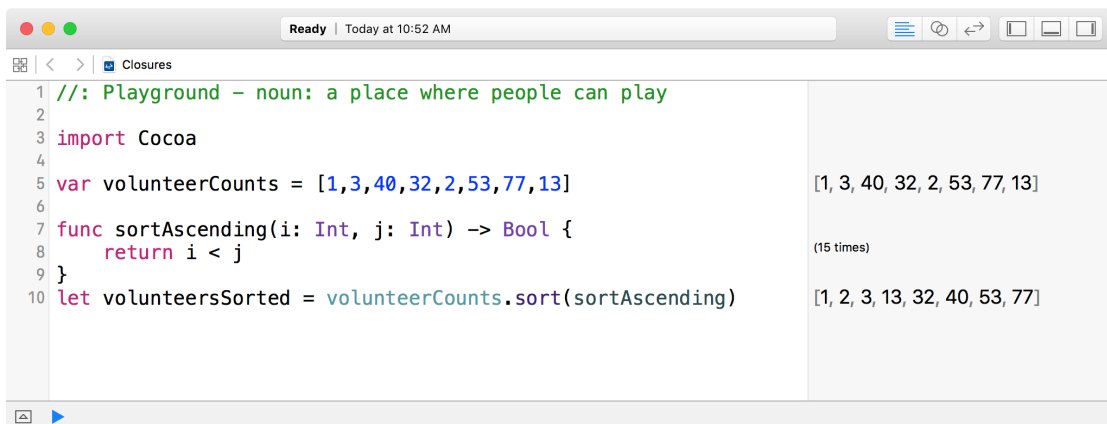 Ready | Today at 10:52 AM
Closures
1 //: Playground – noun: a place where people can play
2
3 import Cocoa
4
5 var volunteerCounts = [1,3,40,32,2,53,77,13] [1, 3, 40, 32, 2, 53, 77, 13]
6
7 func sortAscending(i: Int, j: Int) -> Bool {
8     return i < j (15 times)
9 }
10 let volunteersSorted = volunteerCounts.sort(sortAscending) [1, 2, 3, 13, 32, 40, 53, 77]